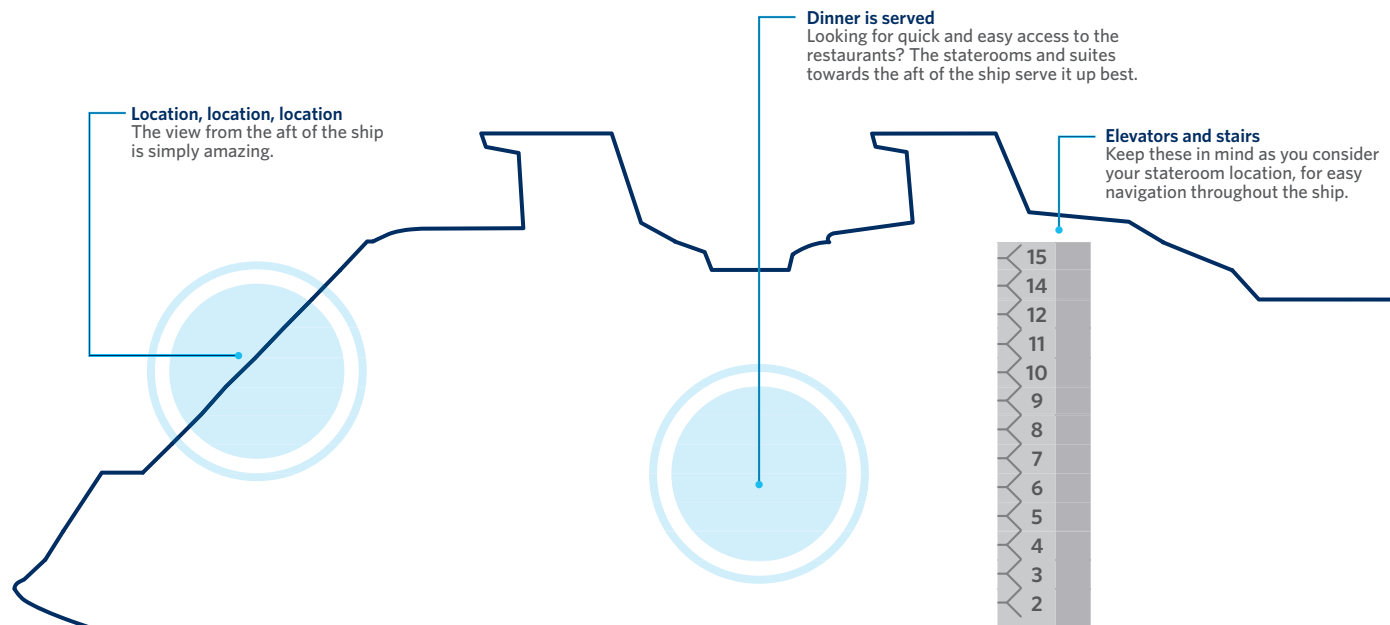 Dinner is served
Looking for quick and easy access to the
restaurants? The staterooms and suites
towards the aft of the ship serve it up best.
Location, location, location
The view from the aft of the ship
is simply amazing.
Elevators and stairs
Keep these in mind as you consider
your stateroom location, for easy
navigation throughout the ship.
15
14
12
11
10
9
8
7
6
5
4
3
2